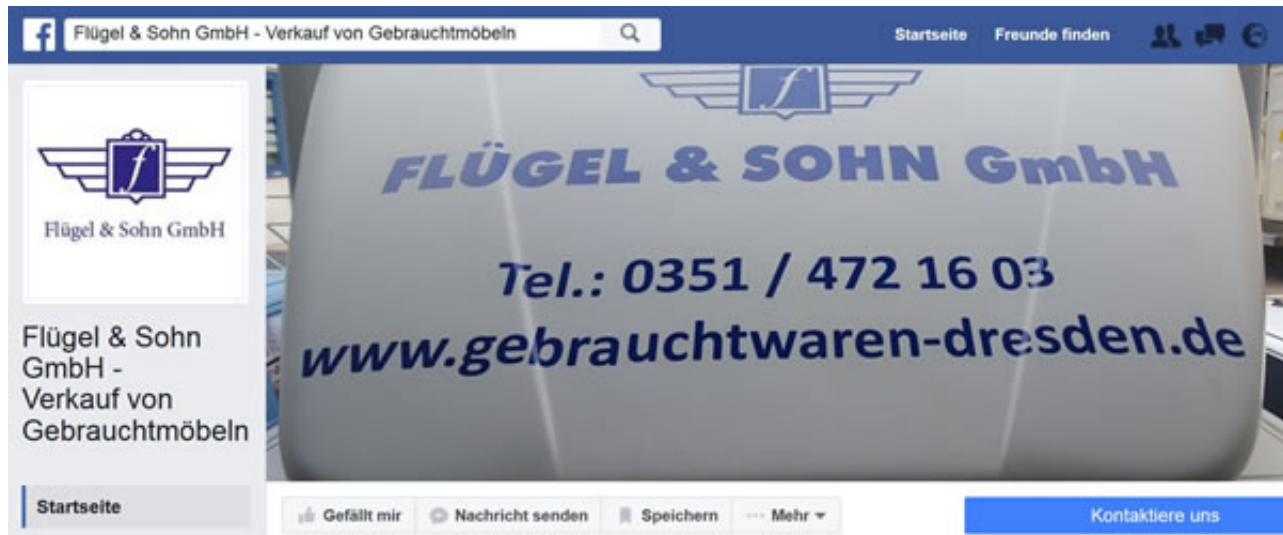 f Flügel & Sohn GmbH - Verkauf von Gebrauchtmöbeln Startseite Freunde finden
f
FLÜGEL & SOHN GmbH
Tel.: 0351 / 472 16 03
www.gebrauchtwaren-dresden.de
f
Flügel & Sohn GmbH
Flügel & Sohn
GmbH -
Verkauf von
Gebrauchtmöbeln
Startseite
Gefällt mir Nachricht senden Speichern ... Mehr Kontaktiere uns